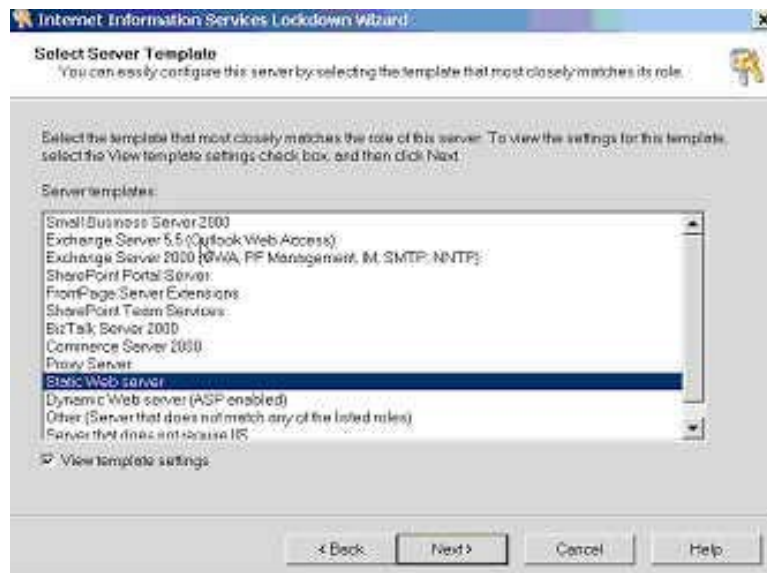 Internet Information Services Lockdown Wizard
Select Server Template
You can easily configure this server by selecting the template that most closely matches its role.
Select the template that most closely matches the role of this server. To view the settings for this template,
select the View template settings check box, and then click Next.
Server templates:
Small Business Server 2000
Exchange Server 5.5 (Outlook Web Access)
Exchange Server 2000 (OWA, PF Management, IM, SMTP, NNTP)
SharePoint Portal Server
FrontPage Server Extensions
SharePoint Team Services
BizTalk Server 2000
Commerce Server 2000
Proxy Server
Static Web server
Dynamic Web server (ASP enabled)
Other (Server that does not match any of the listed roles)
Server that does not require IIS
View template settings
< Back
Next >
Cancel
Help